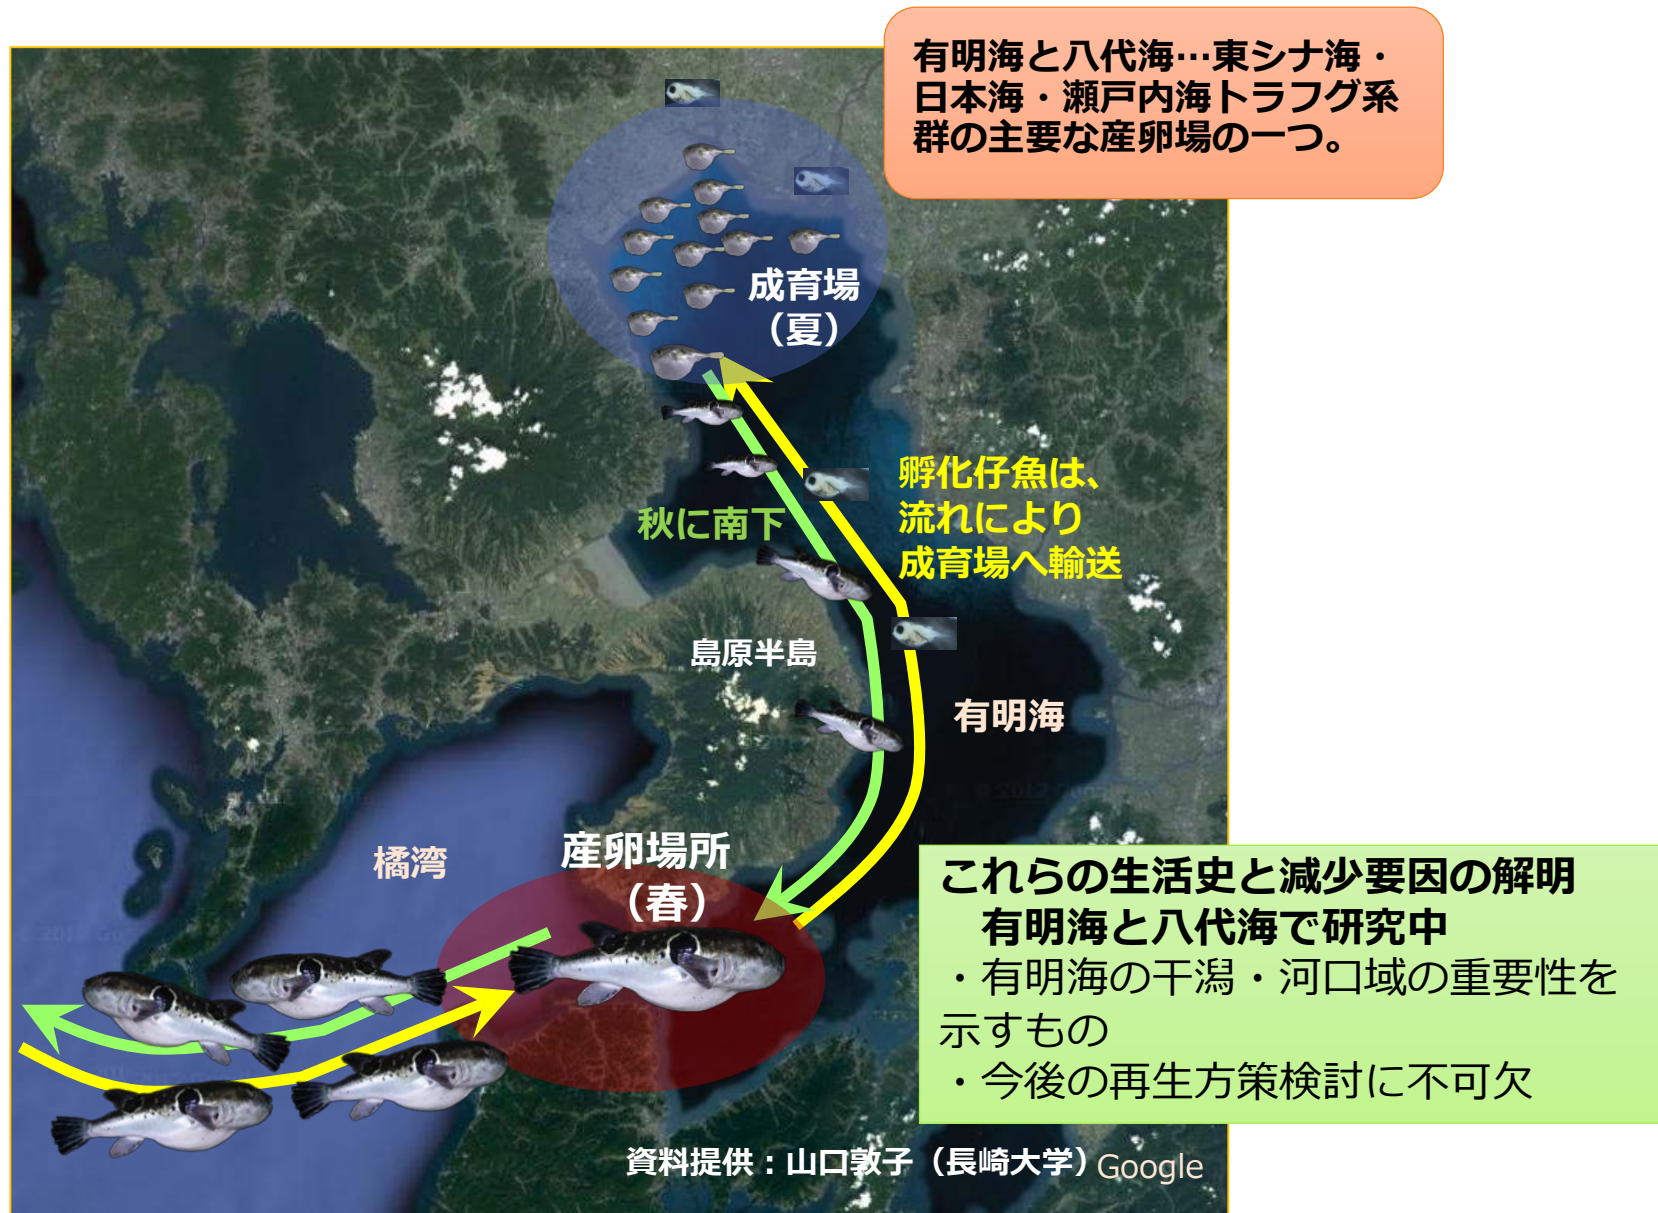 有明海と八代海…東シナ海・
日本海・瀬戸内海トラフグ系
群の主要な産卵場の一つ。
成育場
（夏）
孵化仔魚は、
流れにより
成育場へ輸送
秋に南下
島原半島
有明海
産卵場所
（春）
橘湾
これらの生活史と減少要因の解明
有明海と八代海で研究中
・有明海の干潟・河口域の重要性を
示すもの
・今後の再生方策検討に不可欠
資料提供：山口敦子（長崎大学）
Google